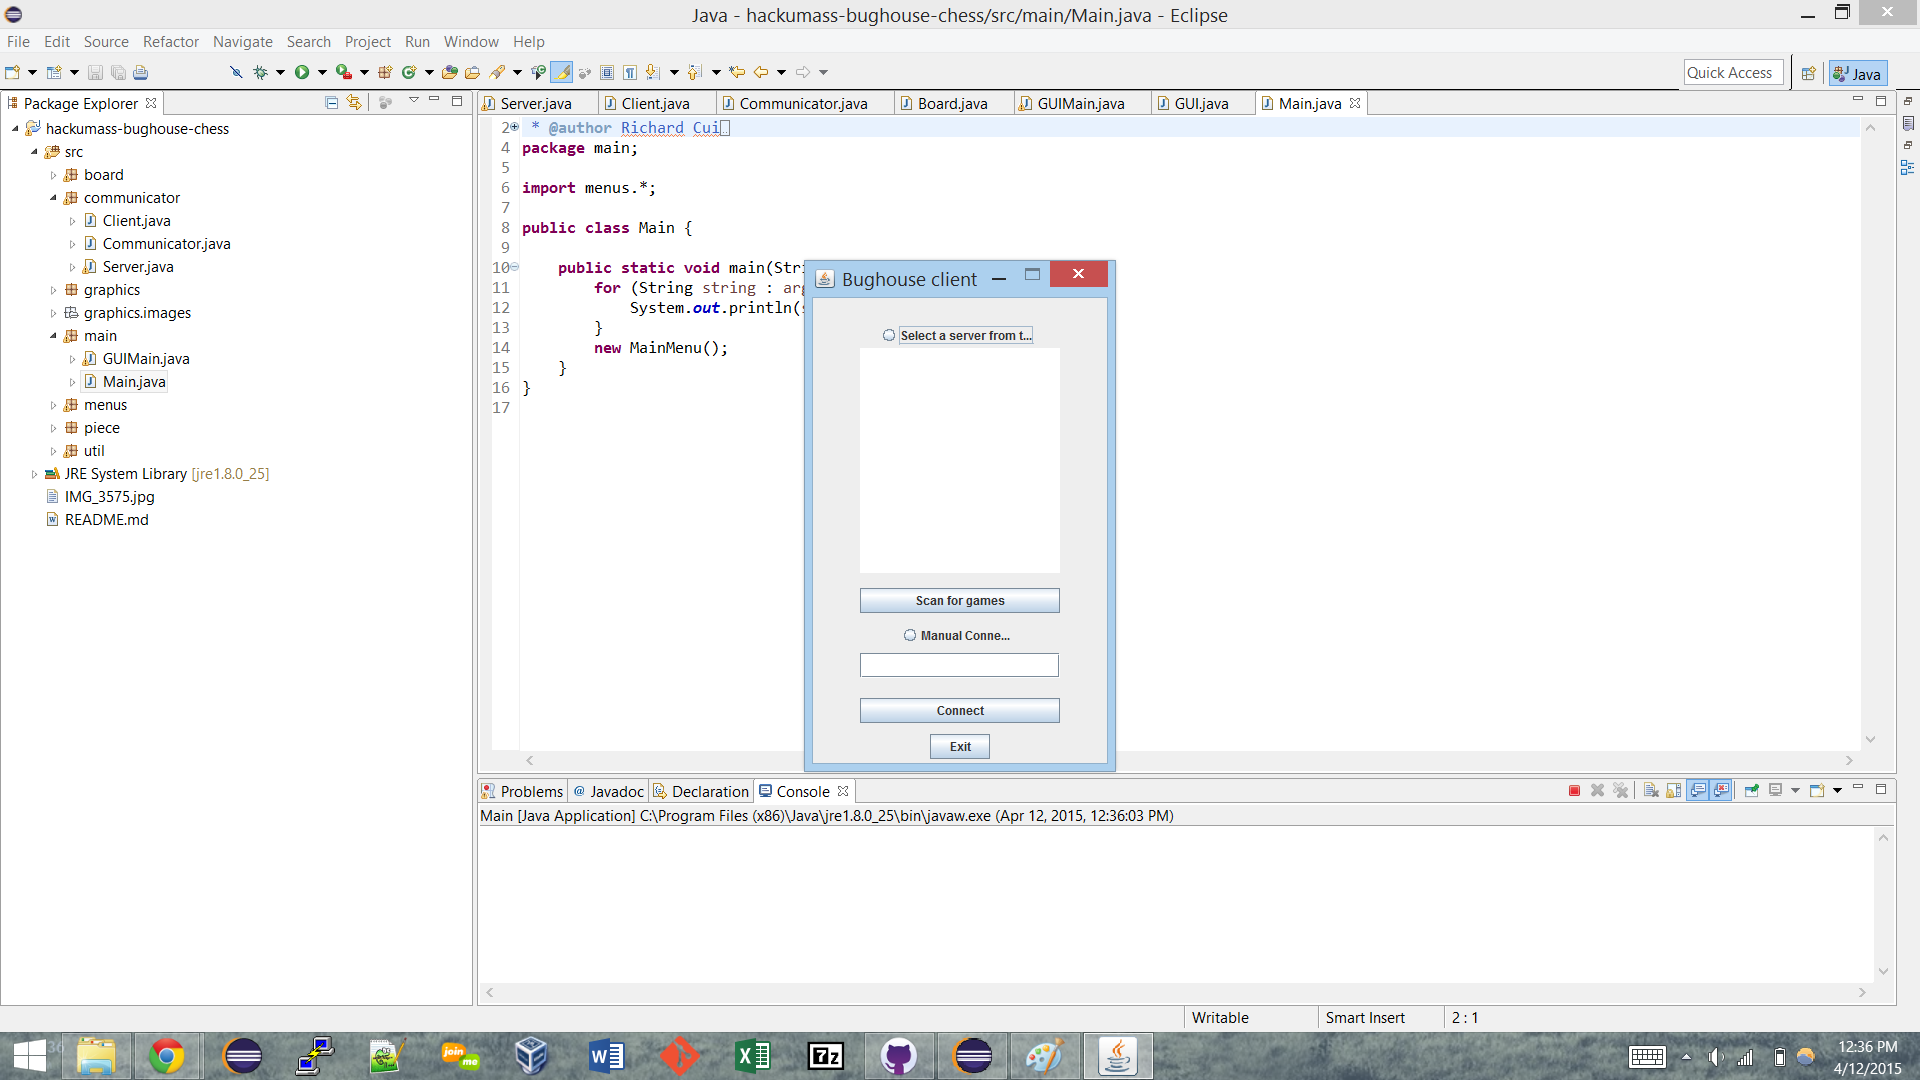 Java - hackumass-bughouse-chess/src/main/Main.java - Eclipse
File Edit Source Refactor Navigate Search Project Run Window Help
Quick Access
Java
Package Explorer
hackumass-bughouse-chess
src
board
communicator
Client.java
Communicator.java
Server.java
graphics
graphics.images
main
GUIMain.java
Main.java
menus
piece
util
JRE System Library [jre1.8.0_25]
IMG_3575.jpg
README.md
Server.java Client.java Communicator.java Board.java GUIMain.java GUI.java Main.java
2 * @author Richard Cui
4 package main;
5
6 import menus.*;
7
8 public class Main {
9
10 public static void main(Stri
11 for (String string : arg
12 System.out.println(s
13 }
14 new MainMenu();
15 }
16 }
17
Bughouse client
Select a server from t...
Scan for games
Manual Conne...
Connect
Exit
Problems @ Javadoc Declaration Console
Main [Java Application] C:\Program Files (x86)\Java\jre1.8.0_25\bin\javaw.exe (Apr 12, 2015, 12:36:03 PM)
Writable Smart Insert 2 : 1
join me
7z
12:36 PM
4/12/2015